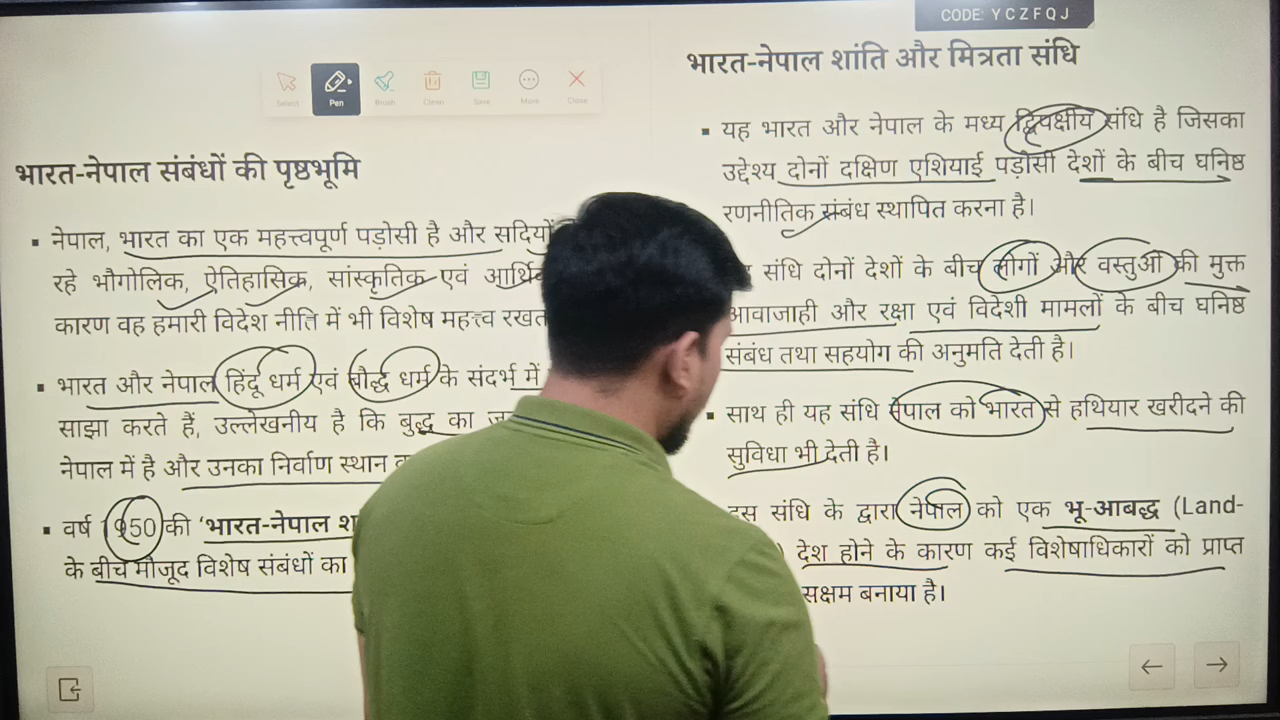 CODE: YCZFQJ
Select
Pen
Brush
Clean
Save
More
Close
भारत-नेपाल संबंधों की पृष्ठभूमि
▪ नेपाल, भारत का एक महत्त्वपूर्ण पड़ोसी है और सदियों
रहे भौगोलिक, ऐतिहासिक, सांस्कृतिक एवं
कारण वह हमारी विदेश नीति में भी विशेष महत्त्व
▪ भारत और नेपाल हिंदू धर्म एवं बौद्ध धर्म के संदर्भ में
साझा करते हैं, उल्लेखनीय है कि बुद्ध का
नेपाल में है और उनका निर्वाण स्थान
▪ वर्ष 1950 की 'भारत-नेपाल
के बीच मौजूद विशेष संबंधों का
भारत-नेपाल शांति और मित्रता संधि
▪ यह भारत और नेपाल के मध्य द्विपक्षीय संधि है जिसका
उद्देश्य दोनों दक्षिण एशियाई पड़ोसी देशों के बीच घनिष्ठ
रणनीतिक संबंध स्थापित करना है।
संधि दोनों देशों के बीच लोगों और वस्तुओं की मुक्त
आवाजाही और रक्षा एवं विदेशी मामलों के बीच घनिष्ठ
संबंध तथा सहयोग की अनुमति देती है।
▪ साथ ही यह संधि नेपाल को भारत से हथियार खरीदने की
सुविधा भी देती है।
इस संधि के द्वारा नेपाल को एक भू-आबद्ध (Land-
) देश होने के कारण कई विशेषाधिकारों को प्राप्त
सक्षम बनाया है।